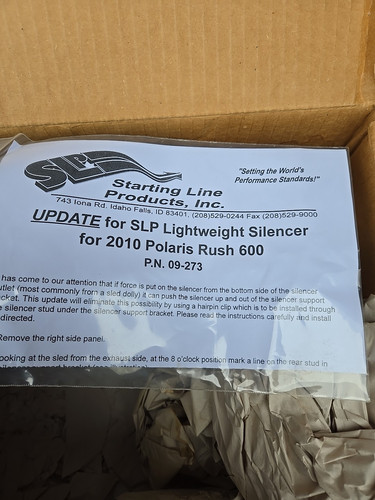 SLP
"Setting the World's
Performance Standards!"
Starting Line
Products, Inc.
743 Iona Rd. Idaho Falls, ID 83401, (208)529-0244 Fax (208)529-9000
UPDATE for SLP Lightweight Silencer
for 2010 Polaris Rush 600
P.N. 09-273
has come to our attention that if force is put on the silencer from the bottom side of the silencer
utlet (most commonly from a sled dolly) it can push the silencer up and out of the silencer support
cket. This update will eliminate this possibility by using a hairpin clip which is to be installed through
e silencer stud under the silencer support bracket. Please read the instructions carefully and install
directed.
Remove the right side panel.
ooking at the sled from the exhaust side, at the 8 o'clock position mark a line on the rear stud in